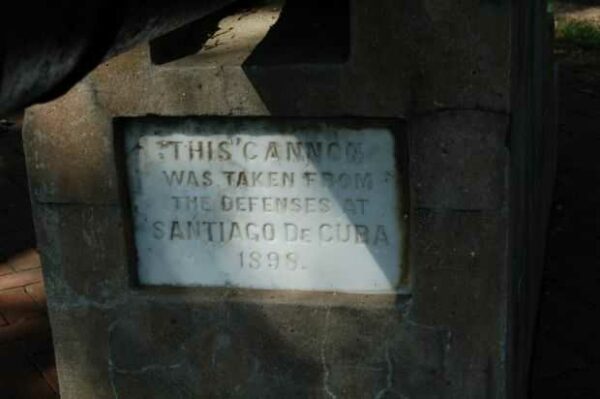 THIS CANNON
WAS TAKEN FROM
THE DEFENSES AT
SANTIAGO DE CUBA
1898.